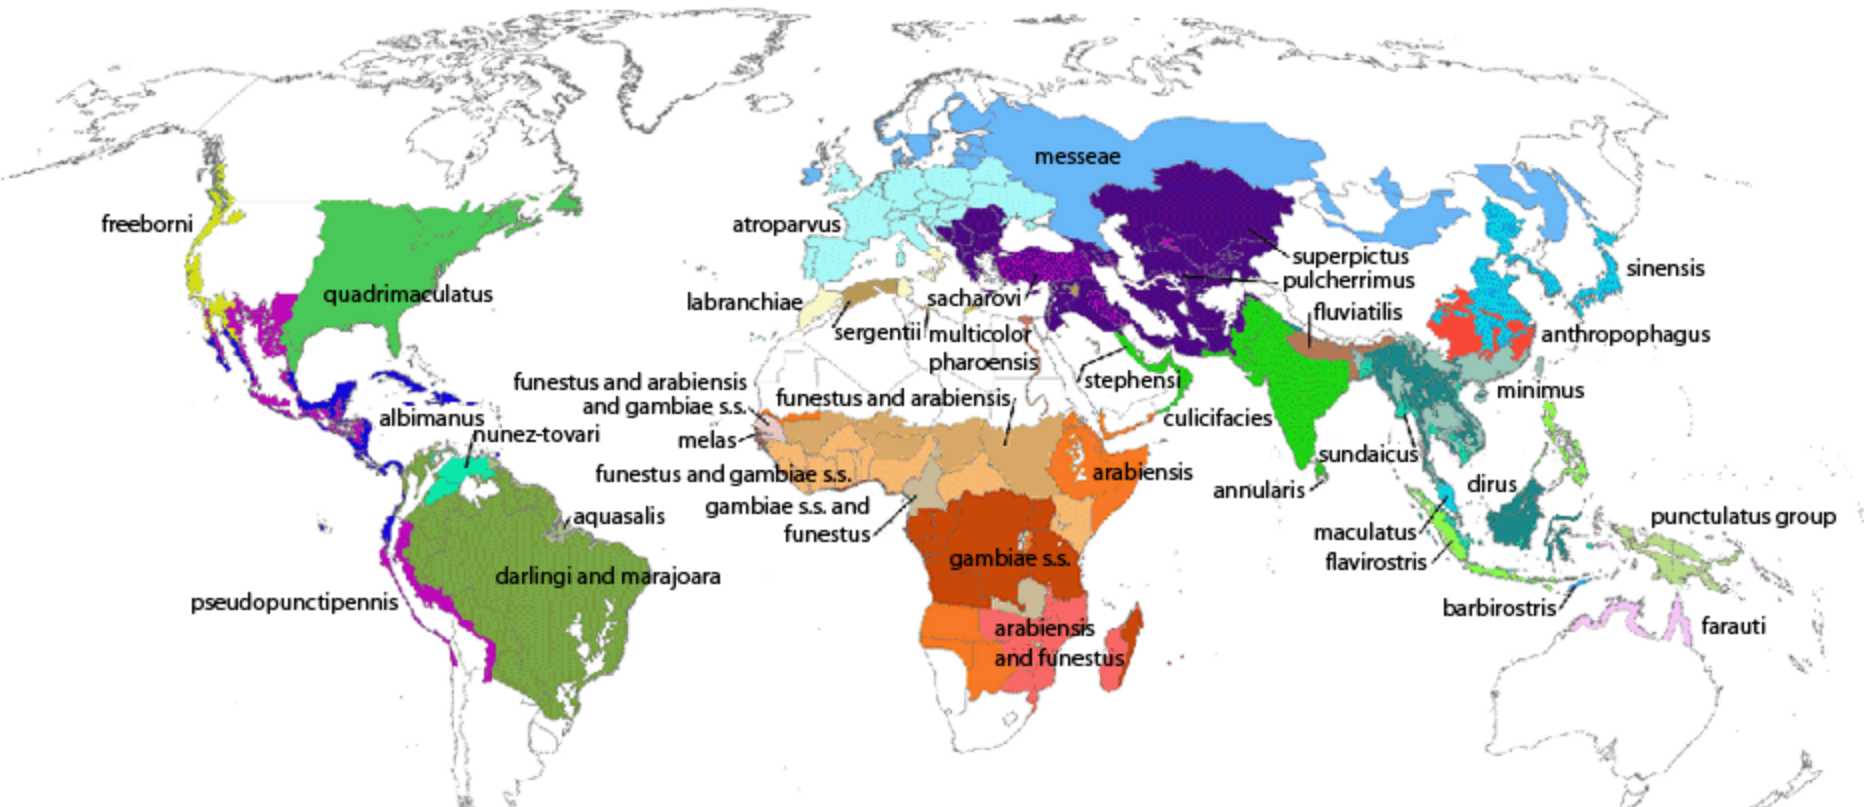 messeae
freeborni
atroparvus
superpictus
sinensis
pulcherrimus
quadrimaculatus
labranchiae
sacharovi
fluviatilis
sergentii
multicolor
anthropophagus
pharoensis
stephensi
funestus and arabiensis
and gambiae s.s.
funestus and arabiensis
minimus
albimanus
culicifacies
nunez-tovari
melas
sundaicus
funestus and gambiae s.s.
arabiensis
annularis
dirus
gambiae s.s. and
funestus
aquasalis
maculatus
punctulatus group
gambiae s.s.
flavirostris
darlingi and marajoara
pseudopunctipennis
barbirostris
arabiensis
and funestus
farauti